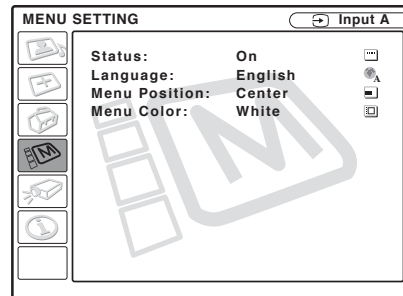 MENU SETTING
Input A
Status: On
Language: English
Menu Position: Center
Menu Color: White